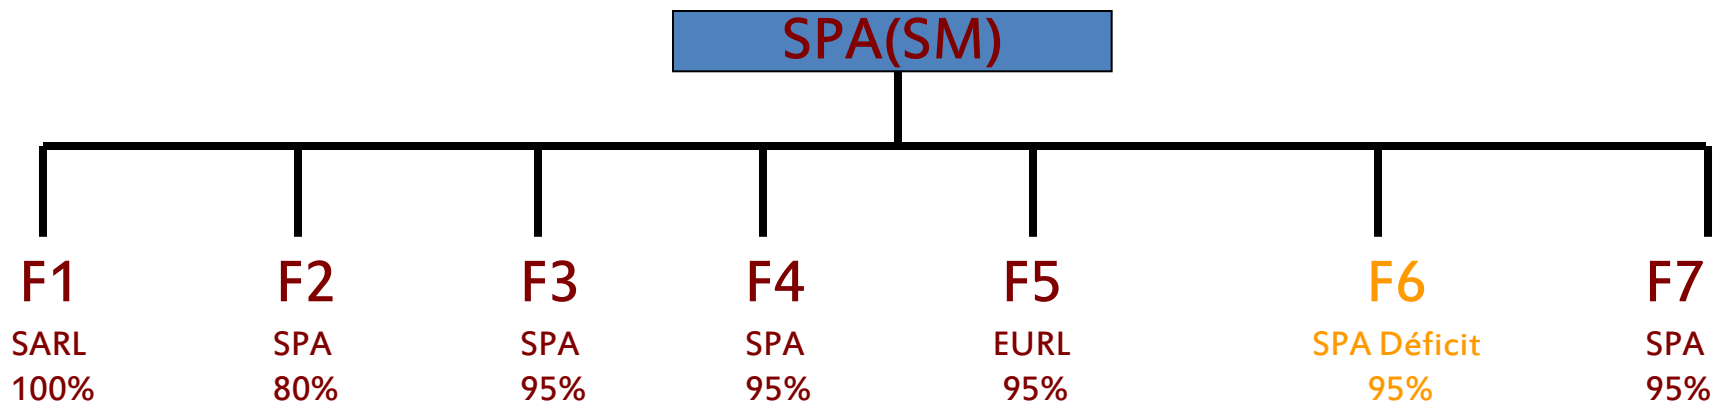 SPA(SM)
F1 F2 F3 F4 F5 F6 F7
SARL SPA SPA SPA EURL SPA Déficit SPA
100% 80% 95% 95% 95% 95% 95%